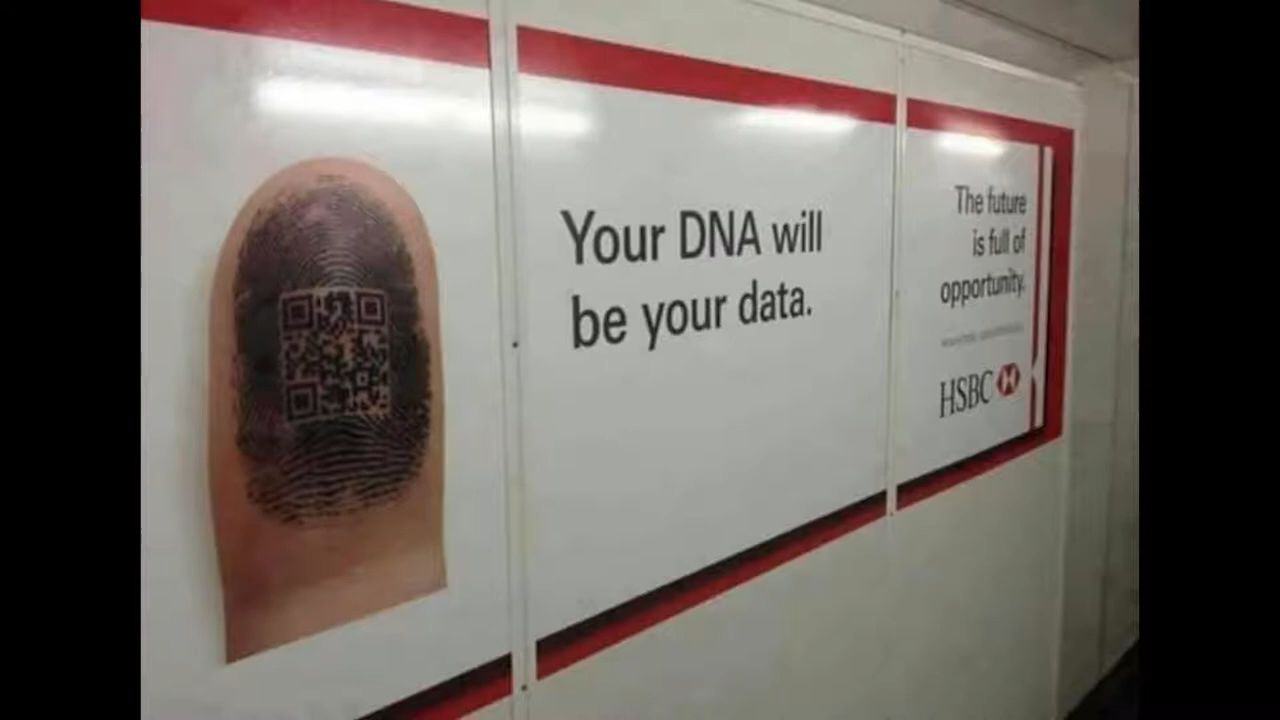 Your DNA will
be your data.
The future
is full of
opportunity.
HSBC